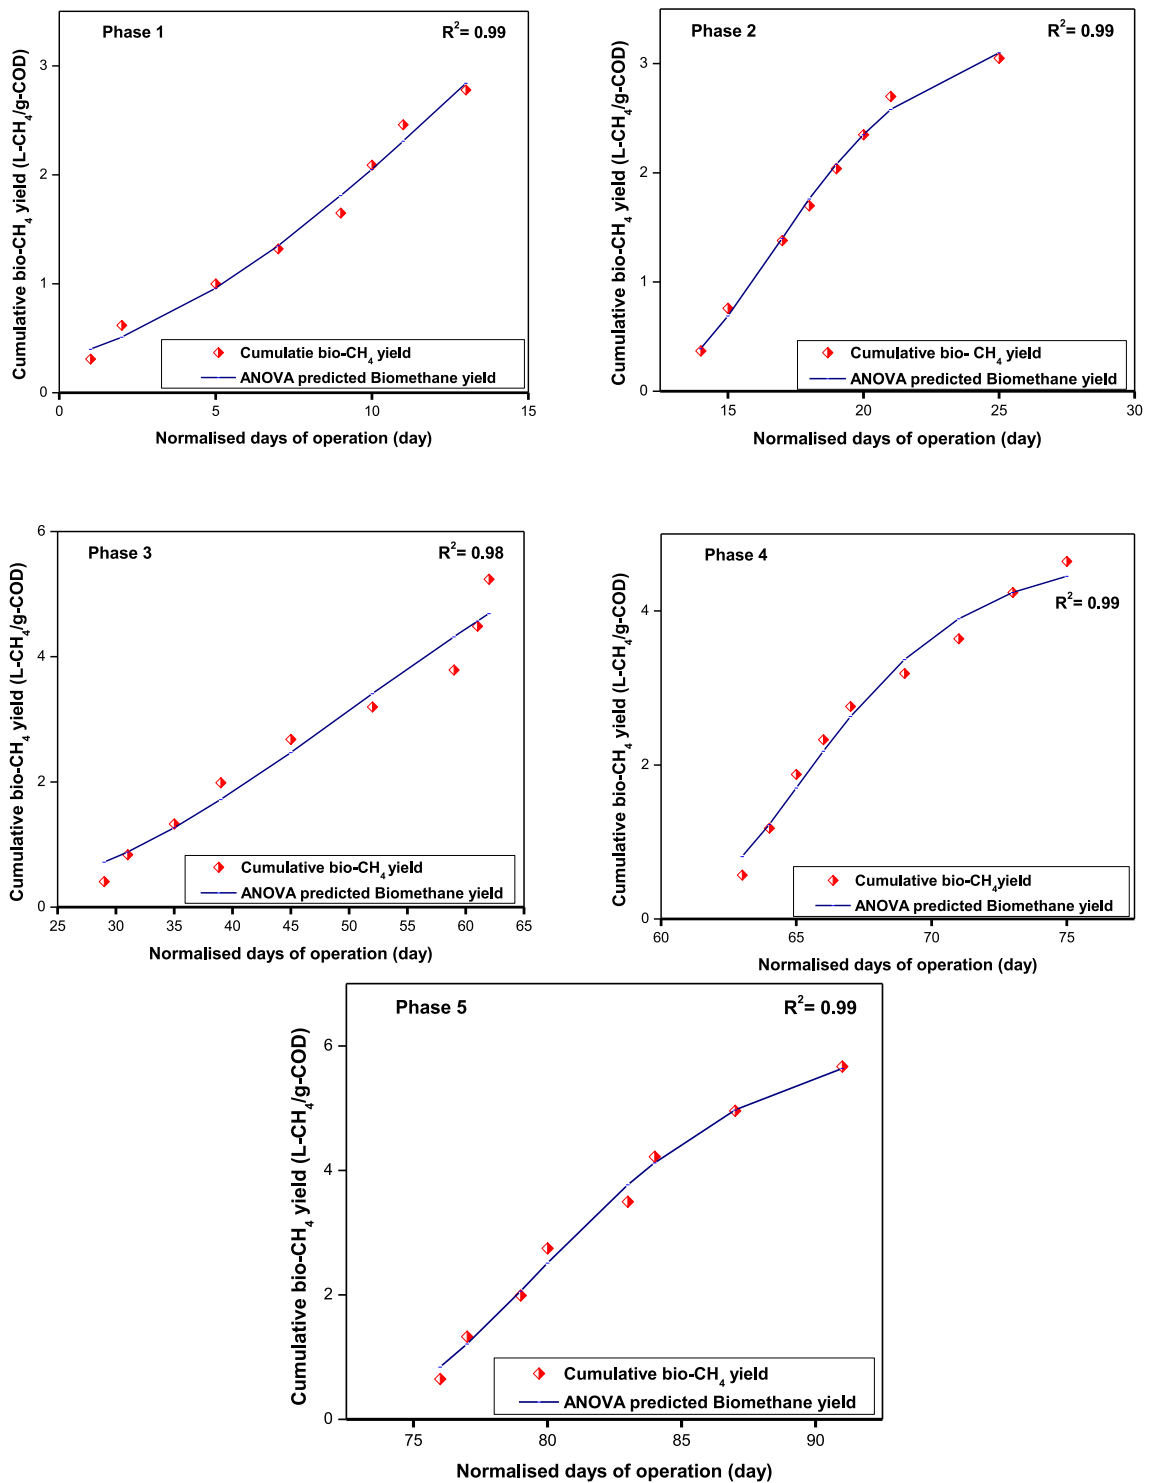 Phase 1
R²= 0.99
Cumulative bio-CH₄ yield (L-CH₄/g-COD)
3
2
1
0
Cumulatie bio-CH₄ yield
ANOVA predicted Biomethane yield
0 5 10 15
Normalised days of operation (day)
Phase 2
R²= 0.99
Cumulative bio-CH₄ yield (L-CH₄/g-COD)
3
2
1
0
Cumulative bio- CH₄ yield
ANOVA predicted Biomethane yield
15 20 25 30
Normalised days of operation (day)
Phase 3
R²= 0.98
Cumulative bio-CH₄ yield (L-CH₄/g-COD)
6
4
2
0
Cumulative bio-CH₄ yield
ANOVA predicted Biomethane yield
25 30 35 40 45 50 55 60 65
Normalised days of operation (day)
Phase 4
R²= 0.99
Cumulative bio-CH₄ yield (L-CH₄/g-COD)
4
2
0
Cumulative bio-CH₄yield
ANOVA predicted Biomethane yield
60 65 70 75
Normalised days of operation (day)
Phase 5
R²= 0.99
Cumulative bio-CH₄ yield (L-CH₄/g-COD)
6
4
2
0
Cumulative bio-CH₄ yield
ANOVA predicted Biomethane yield
75 80 85 90
Normalised days of operation (day)